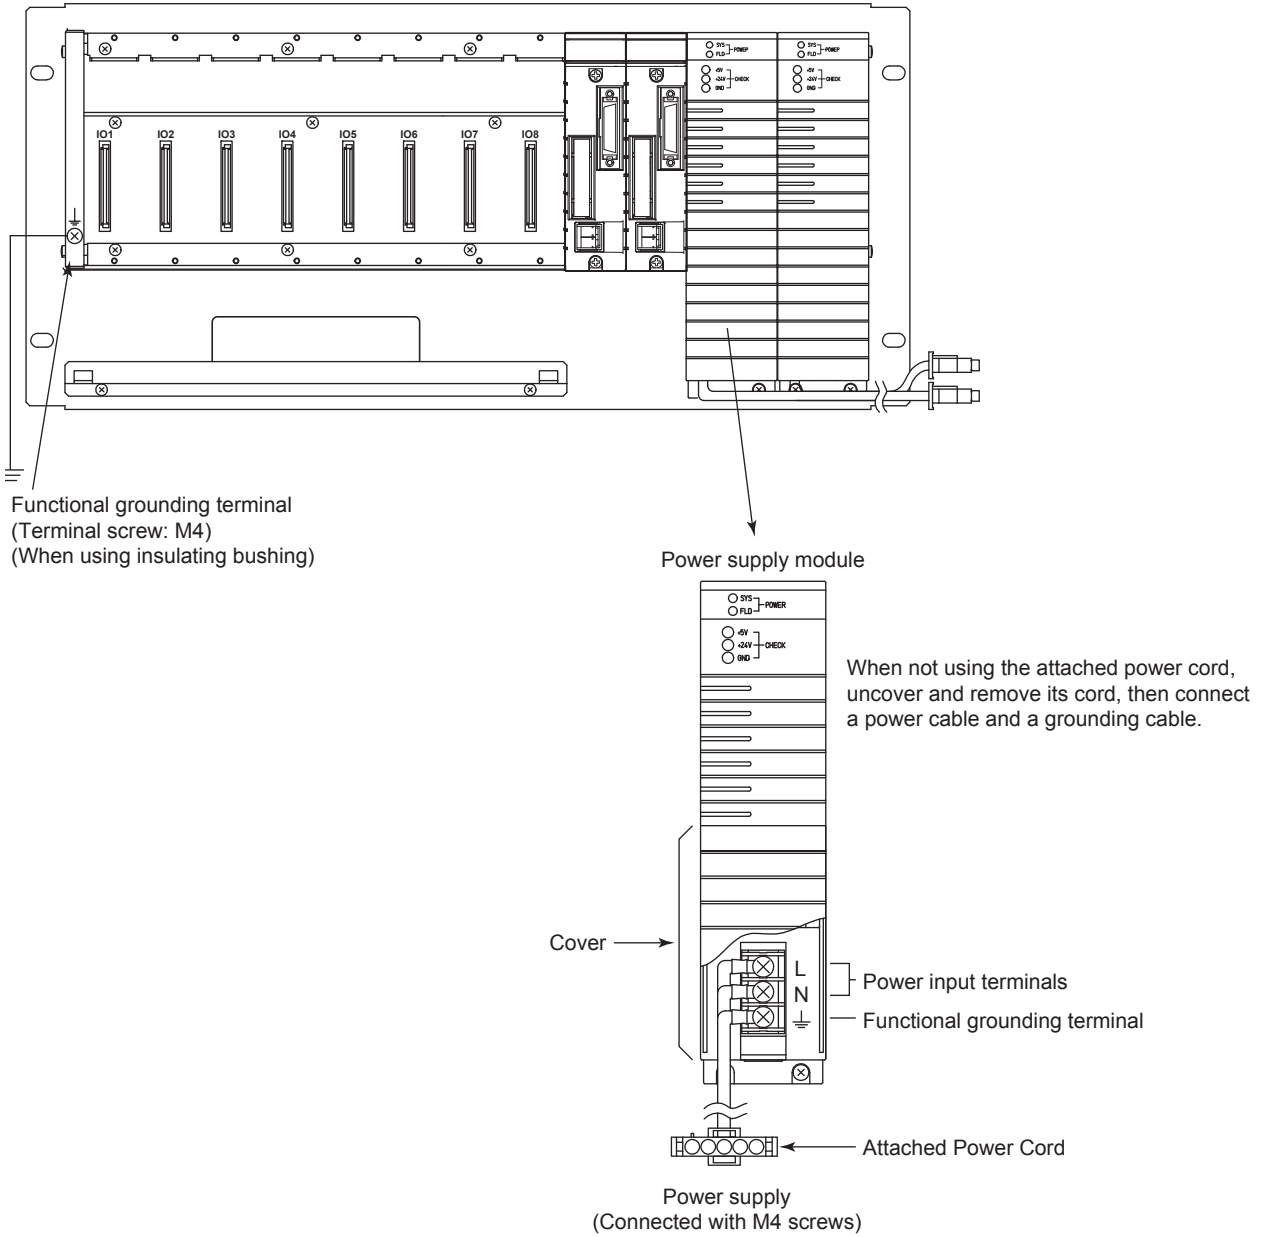 SYS
FLD
POWER
+5V
+24V
GND
CHECK
SYS
FLD
POWER
+5V
+24V
GND
CHECK
IO1 IO2 IO3 IO4 IO5 IO6 IO7 IO8
Functional grounding terminal
(Terminal screw: M4)
(When using insulating bushing)
Power supply module
SYS
FLD
POWER
+5V
+24V
GND
CHECK
When not using the attached power cord,
uncover and remove its cord, then connect
a power cable and a grounding cable.
Cover
L
N
Power input terminals
Functional grounding terminal
Attached Power Cord
Power supply
(Connected with M4 screws)